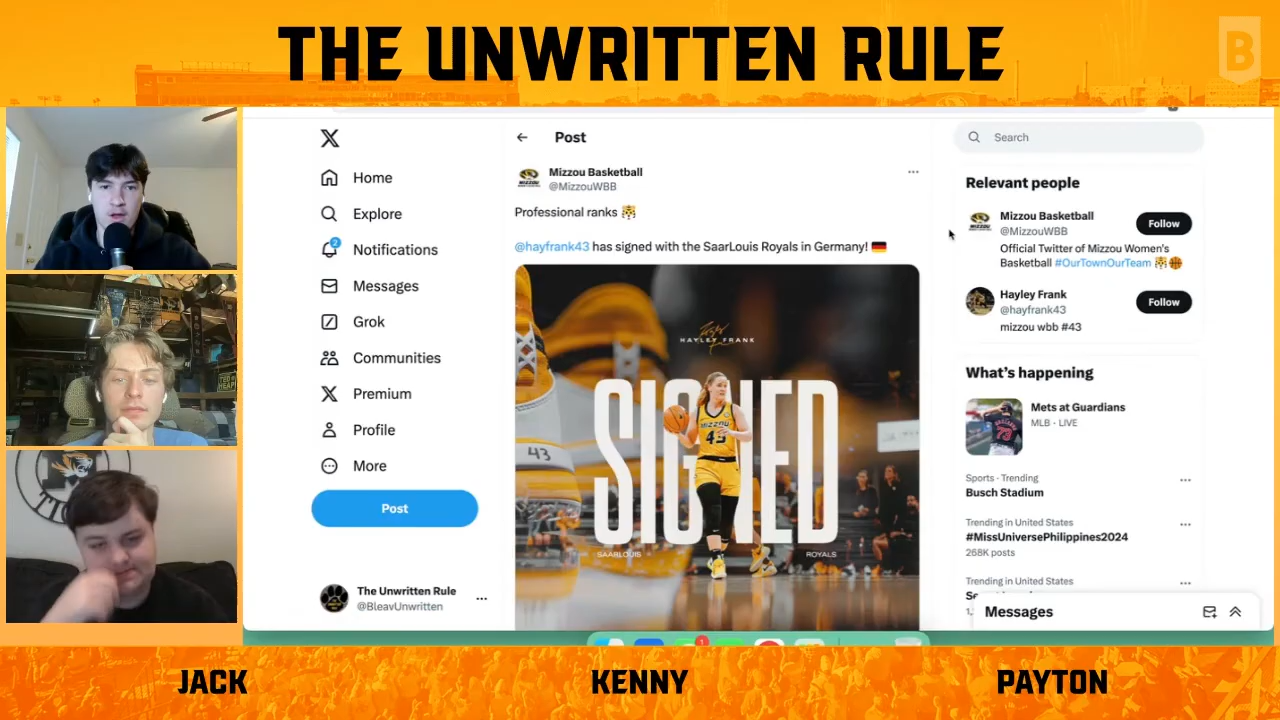 THE UNWRITTEN RULE
B
X
Home
Explore
2
Notifications
Messages
Grok
Communities
Premium
Profile
More
Post
The Unwritten Rule
@BleavUnwritten
Post
Mizzou Basketball
@MizzouWBB
Professional ranks 🐯
@hayfrank43 has signed with the SaarLouis Royals in Germany! 🇩🇪
HAYLEY FRANK
SIGNED
MIZZOU
43
43
SAARLOUIS
ROYALS
Search
Relevant people
Mizzou Basketball
@MizzouWBB
Follow
Official Twitter of Mizzou Women's
Basketball #OurTownOurTeam 🐯🏀
Hayley Frank
@hayfrank43
Follow
mizzou wbb #43
What's happening
Mets at Guardians
MLB · LIVE
Sports · Trending
Busch Stadium
Trending in United States
#MissUniversePhilippines2024
268K posts
Trending in United States
Messages
1
JACK
KENNY
PAYTON